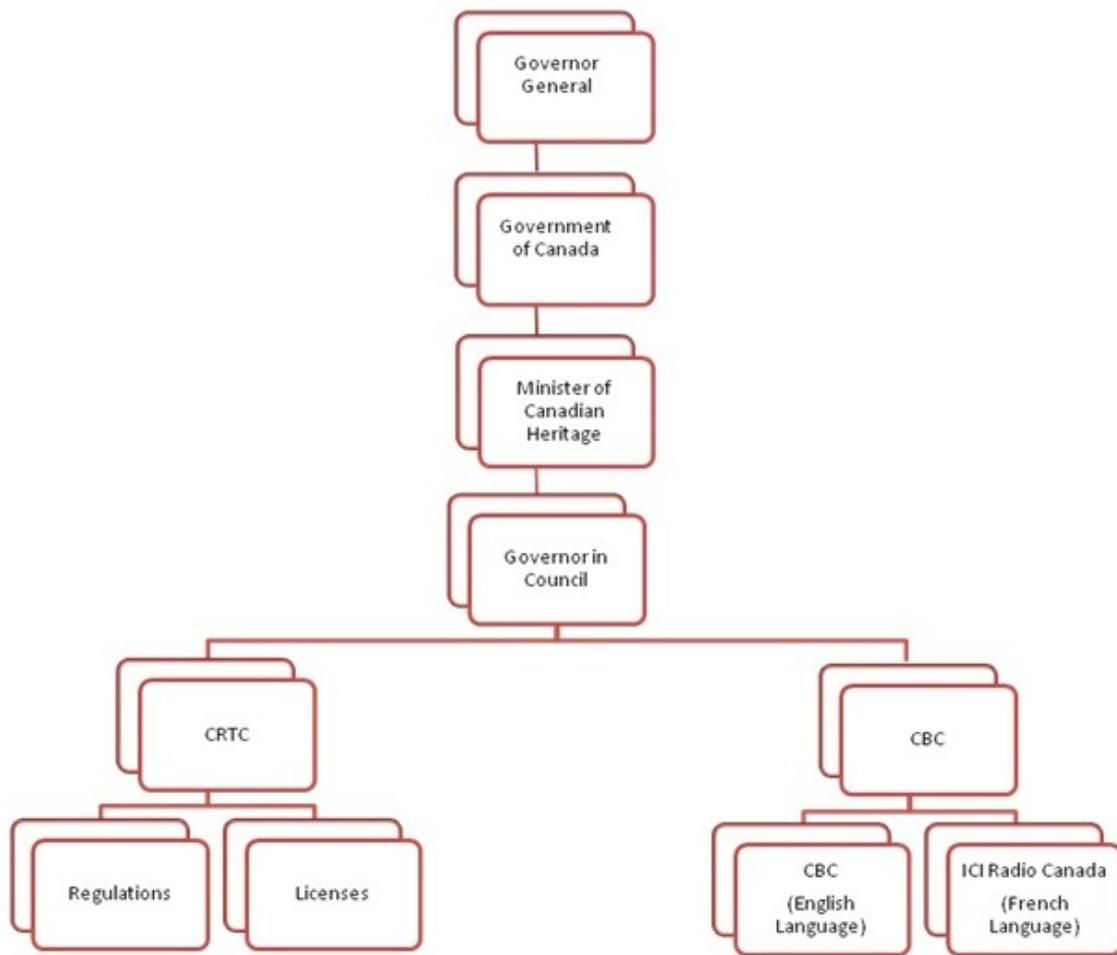 Governor
General
Government
of Canada
Minister of
Canadian
Heritage
Governor in
Council
CRTC
CBC
Regulations
Licenses
CBC
(English
Language)
ICI Radio Canada
(French
Language)